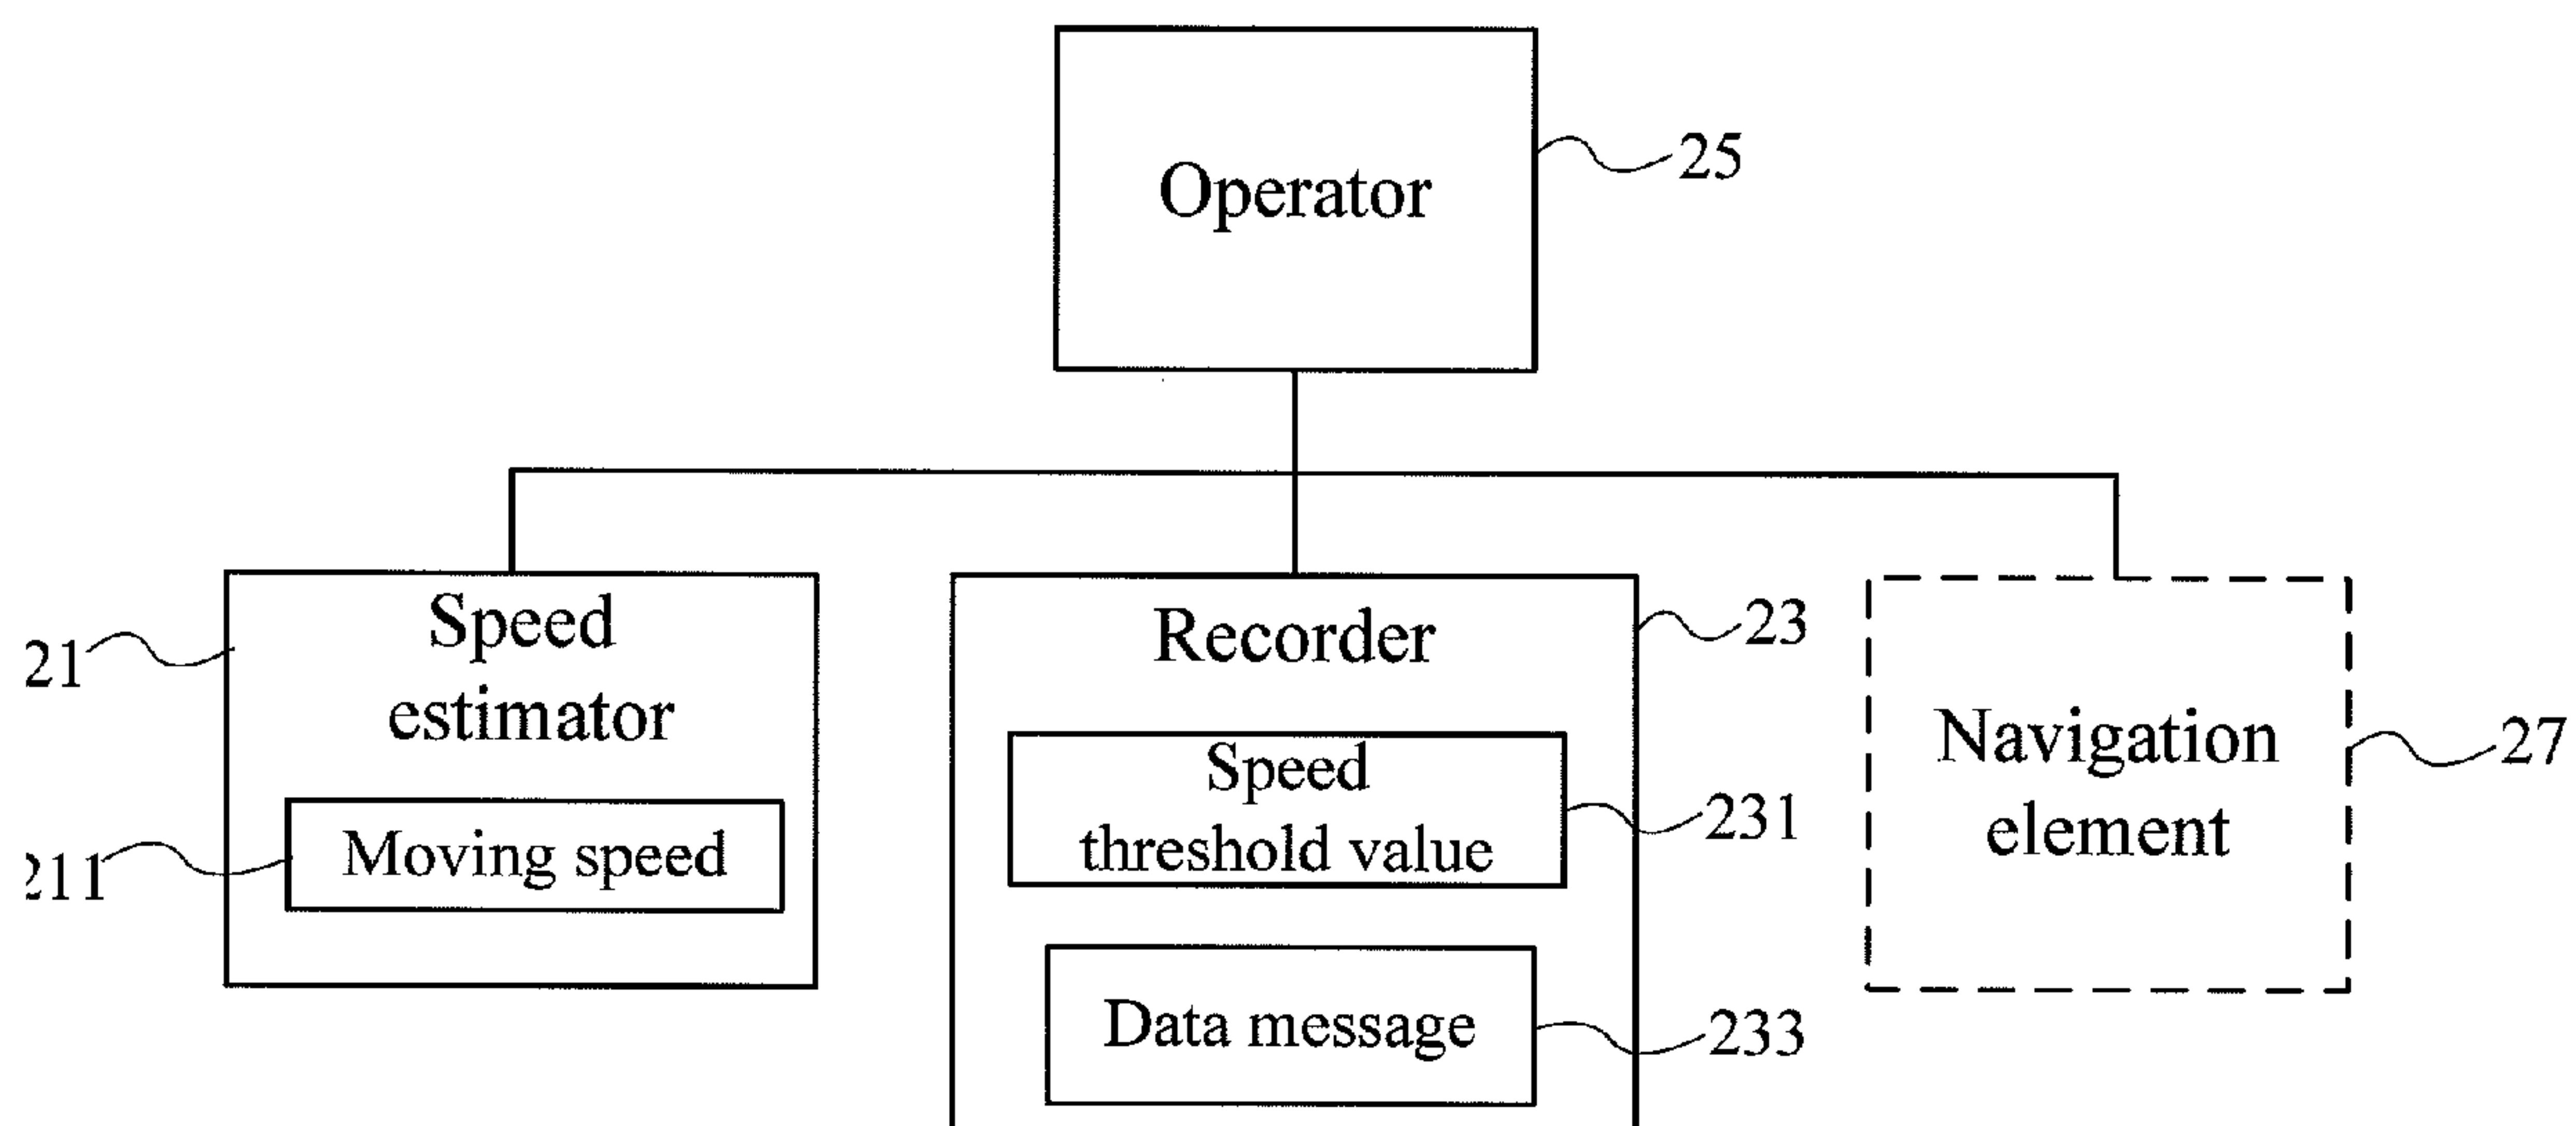 Operator
25
Speed
estimator
21
Moving speed
211
Recorder
23
Speed
threshold value
231
Data message
233
Navigation
element
27